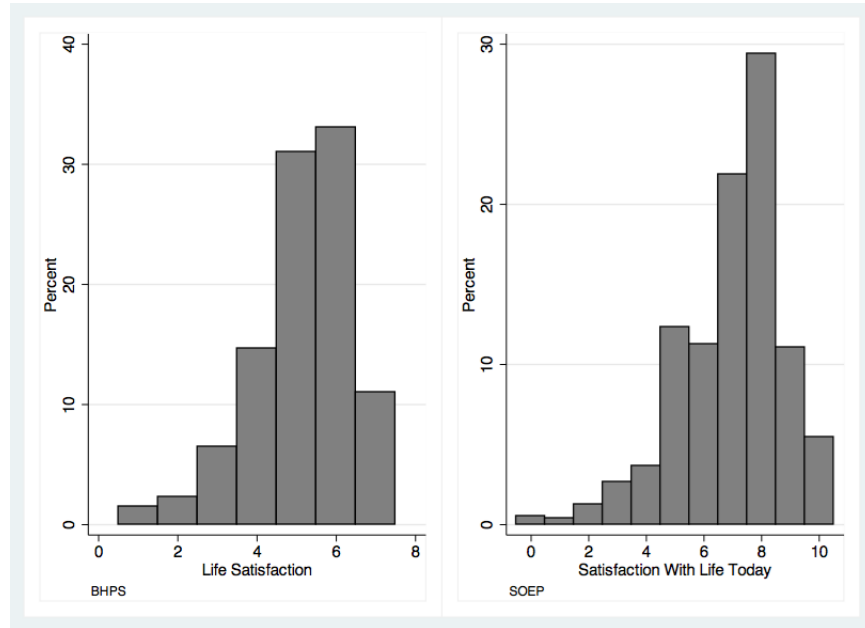 40
30
20
10
0
Percent
0 2 4 6 8
Life Satisfaction
BHPS
30
20
10
0
Percent
0 2 4 6 8 10
Satisfaction With Life Today
SOEP